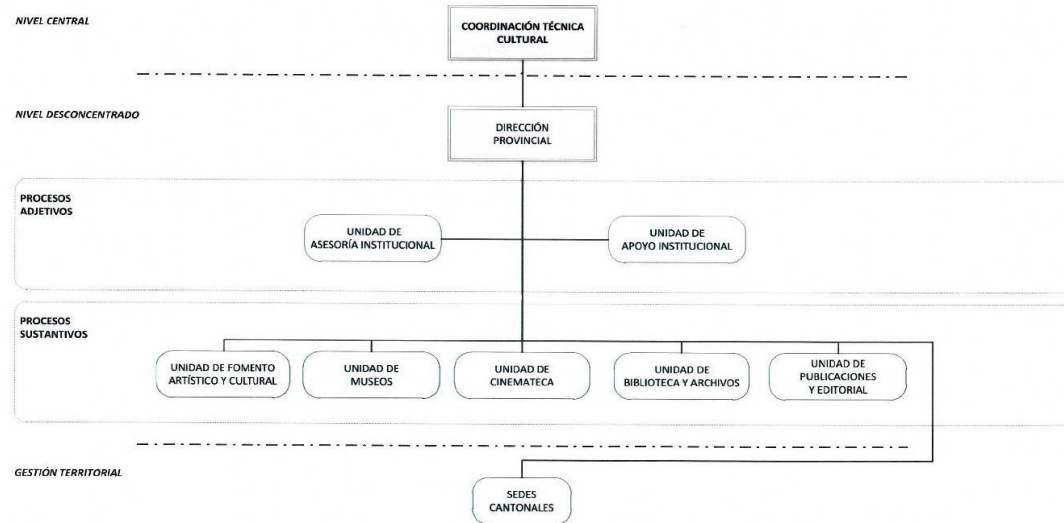 NIVEL CENTRAL
COORDINACIÓN TÉCNICA
CULTURAL
NIVEL DESCONCENTRADO
DIRECCIÓN
PROVINCIAL
PROCESOS
ADJETIVOS
UNIDAD DE
ASESORÍA INSTITUCIONAL
UNIDAD DE
APOYO INSTITUCIONAL
PROCESOS
SUSTANTIVOS
UNIDAD DE FOMENTO
ARTÍSTICO Y CULTURAL
UNIDAD DE
MUSEOS
UNIDAD DE
CINEMATECA
UNIDAD DE
BIBLIOTECA Y ARCHIVOS
UNIDAD DE
PUBLICACIONES
Y EDITORIAL
GESTIÓN TERRITORIAL
SEDES
CANTONALES